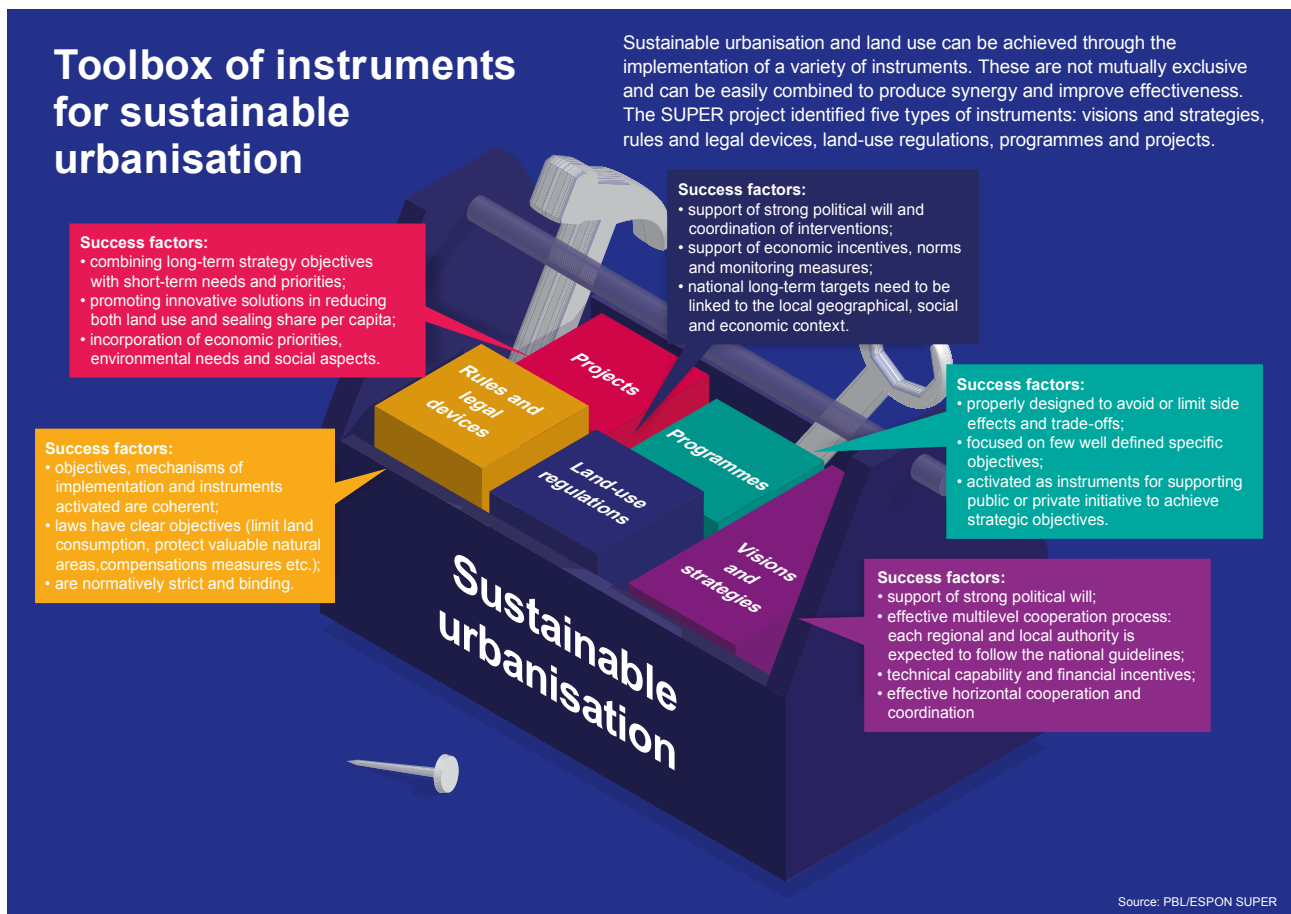 Toolbox of instruments
for sustainable
urbanisation
Sustainable urbanisation and land use can be achieved through the
implementation of a variety of instruments. These are not mutually exclusive
and can be easily combined to produce synergy and improve effectiveness.
The SUPER project identified five types of instruments: visions and strategies,
rules and legal devices, land-use regulations, programmes and projects.
Success factors:
• combining long-term strategy objectives
with short-term needs and priorities;
• promoting innovative solutions in reducing
both land use and sealing share per capita;
• incorporation of economic priorities,
environmental needs and social aspects.
Success factors:
• support of strong political will and
coordination of interventions;
• support of economic incentives, norms
and monitoring measures;
• national long-term targets need to be
linked to the local geographical, social
and economic context.
Success factors:
• properly designed to avoid or limit side
effects and trade-offs;
• focused on few well defined specific
objectives;
• activated as instruments for supporting
public or private initiative to achieve
strategic objectives.
Success factors:
• objectives, mechanisms of
implementation and instruments
activated are coherent;
• laws have clear objectives (limit land
consumption, protect valuable natural
areas,compensations measures etc.);
• are normatively strict and binding.
Success factors:
• support of strong political will;
• effective multilevel cooperation process:
each regional and local authority is
expected to follow the national guidelines;
• technical capability and financial incentives;
• effective horizontal cooperation and
coordination
Projects
Rules and
legal
devices
Programmes
Land-use
regulations
Visions
and
strategies
Sustainable
urbanisation
Source: PBL/ESPON SUPER